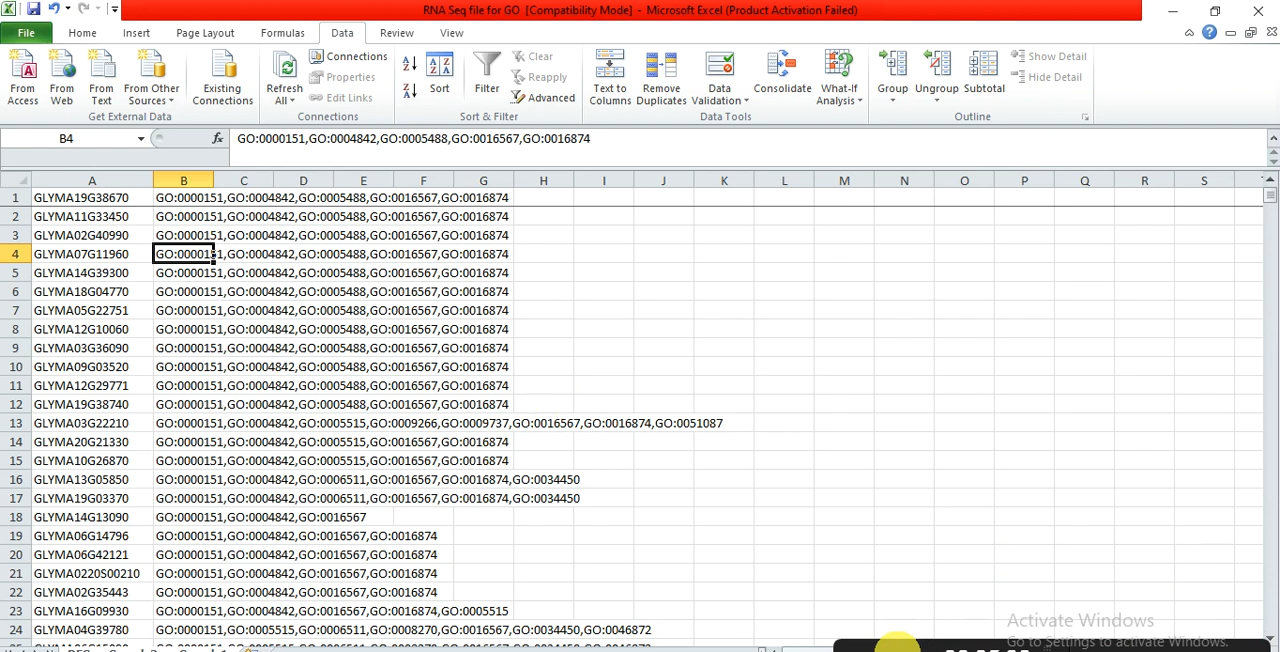 RNA Seq file for GO [Compatibility Mode] - Microsoft Excel (Product Activation Failed)
File Home Insert Page Layout Formulas Data Review View
From Access
From Web
From Text
From Other Sources
Existing Connections
Get External Data
Refresh All
Connections
Properties
Edit Links
Connections
Sort
Filter
Clear
Reapply
Advanced
Sort & Filter
Text to Columns
Remove Duplicates
Data Validation
Consolidate
What-If Analysis
Data Tools
Group
Ungroup
Subtotal
Show Detail
Hide Detail
Outline
B4 fx GO:0000151,GO:0004842,GO:0005488,GO:0016567,GO:0016874
A B C D E F G H I J K L M N O P Q R S
1 GLYMA19G38670 GO:0000151,GO:0004842,GO:0005488,GO:0016567,GO:0016874
2 GLYMA11G33450 GO:0000151,GO:0004842,GO:0005488,GO:0016567,GO:0016874
3 GLYMA02G40990 GO:0000151,GO:0004842,GO:0005488,GO:0016567,GO:0016874
4 GLYMA07G11960 GO:0000151,GO:0004842,GO:0005488,GO:0016567,GO:0016874
5 GLYMA14G39300 GO:0000151,GO:0004842,GO:0005488,GO:0016567,GO:0016874
6 GLYMA18G04770 GO:0000151,GO:0004842,GO:0005488,GO:0016567,GO:0016874
7 GLYMA05G22751 GO:0000151,GO:0004842,GO:0005488,GO:0016567,GO:0016874
8 GLYMA12G10060 GO:0000151,GO:0004842,GO:0005488,GO:0016567,GO:0016874
9 GLYMA03G36090 GO:0000151,GO:0004842,GO:0005488,GO:0016567,GO:0016874
10 GLYMA09G03520 GO:0000151,GO:0004842,GO:0005488,GO:0016567,GO:0016874
11 GLYMA12G29771 GO:0000151,GO:0004842,GO:0005488,GO:0016567,GO:0016874
12 GLYMA19G38740 GO:0000151,GO:0004842,GO:0005488,GO:0016567,GO:0016874
13 GLYMA03G22210 GO:0000151,GO:0004842,GO:0005515,GO:0009266,GO:0009737,GO:0016567,GO:0016874,GO:0051087
14 GLYMA20G21330 GO:0000151,GO:0004842,GO:0005515,GO:0016567,GO:0016874
15 GLYMA10G26870 GO:0000151,GO:0004842,GO:0005515,GO:0016567,GO:0016874
16 GLYMA13G05850 GO:0000151,GO:0004842,GO:0006511,GO:0016567,GO:0016874,GO:0034450
17 GLYMA19G03370 GO:0000151,GO:0004842,GO:0006511,GO:0016567,GO:0016874,GO:0034450
18 GLYMA14G13090 GO:0000151,GO:0004842,GO:0016567
19 GLYMA06G14796 GO:0000151,GO:0004842,GO:0016567,GO:0016874
20 GLYMA06G42121 GO:0000151,GO:0004842,GO:0016567,GO:0016874
21 GLYMA0220S00210 GO:0000151,GO:0004842,GO:0016567,GO:0016874
22 GLYMA02G35443 GO:0000151,GO:0004842,GO:0016567,GO:0016874
23 GLYMA16G09930 GO:0000151,GO:0004842,GO:0016567,GO:0016874,GO:0005515
24 GLYMA04G39780 GO:0000151,GO:0005515,GO:0006511,GO:0008270,GO:0016567,GO:0034450,GO:0046872
Activate Windows
Go to Settings to activate Windows.